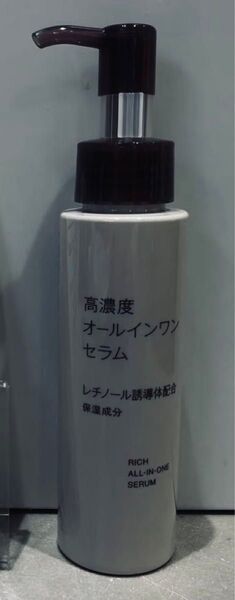 高濃度
オールインワン
セラム
レチノール誘導体配合
保湿成分
RICH
ALL-IN-ONE
SERUM